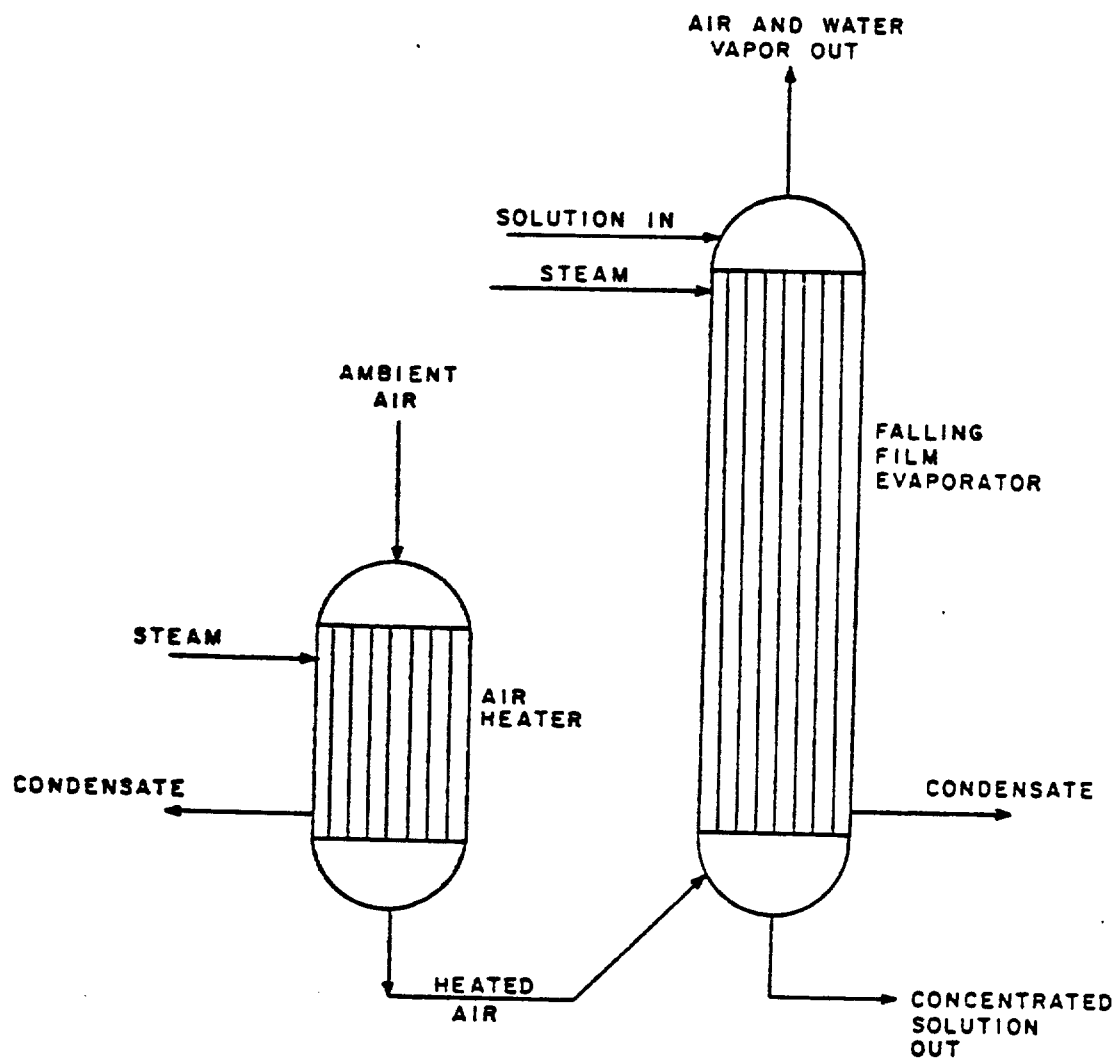 AIR AND WATER
VAPOR OUT
SOLUTION IN
STEAM
AMBIENT
AIR
FALLING
FILM
EVAPORATOR
STEAM
AIR
HEATER
CONDENSATE
CONDENSATE
HEATED
AIR
CONCENTRATED
SOLUTION
OUT